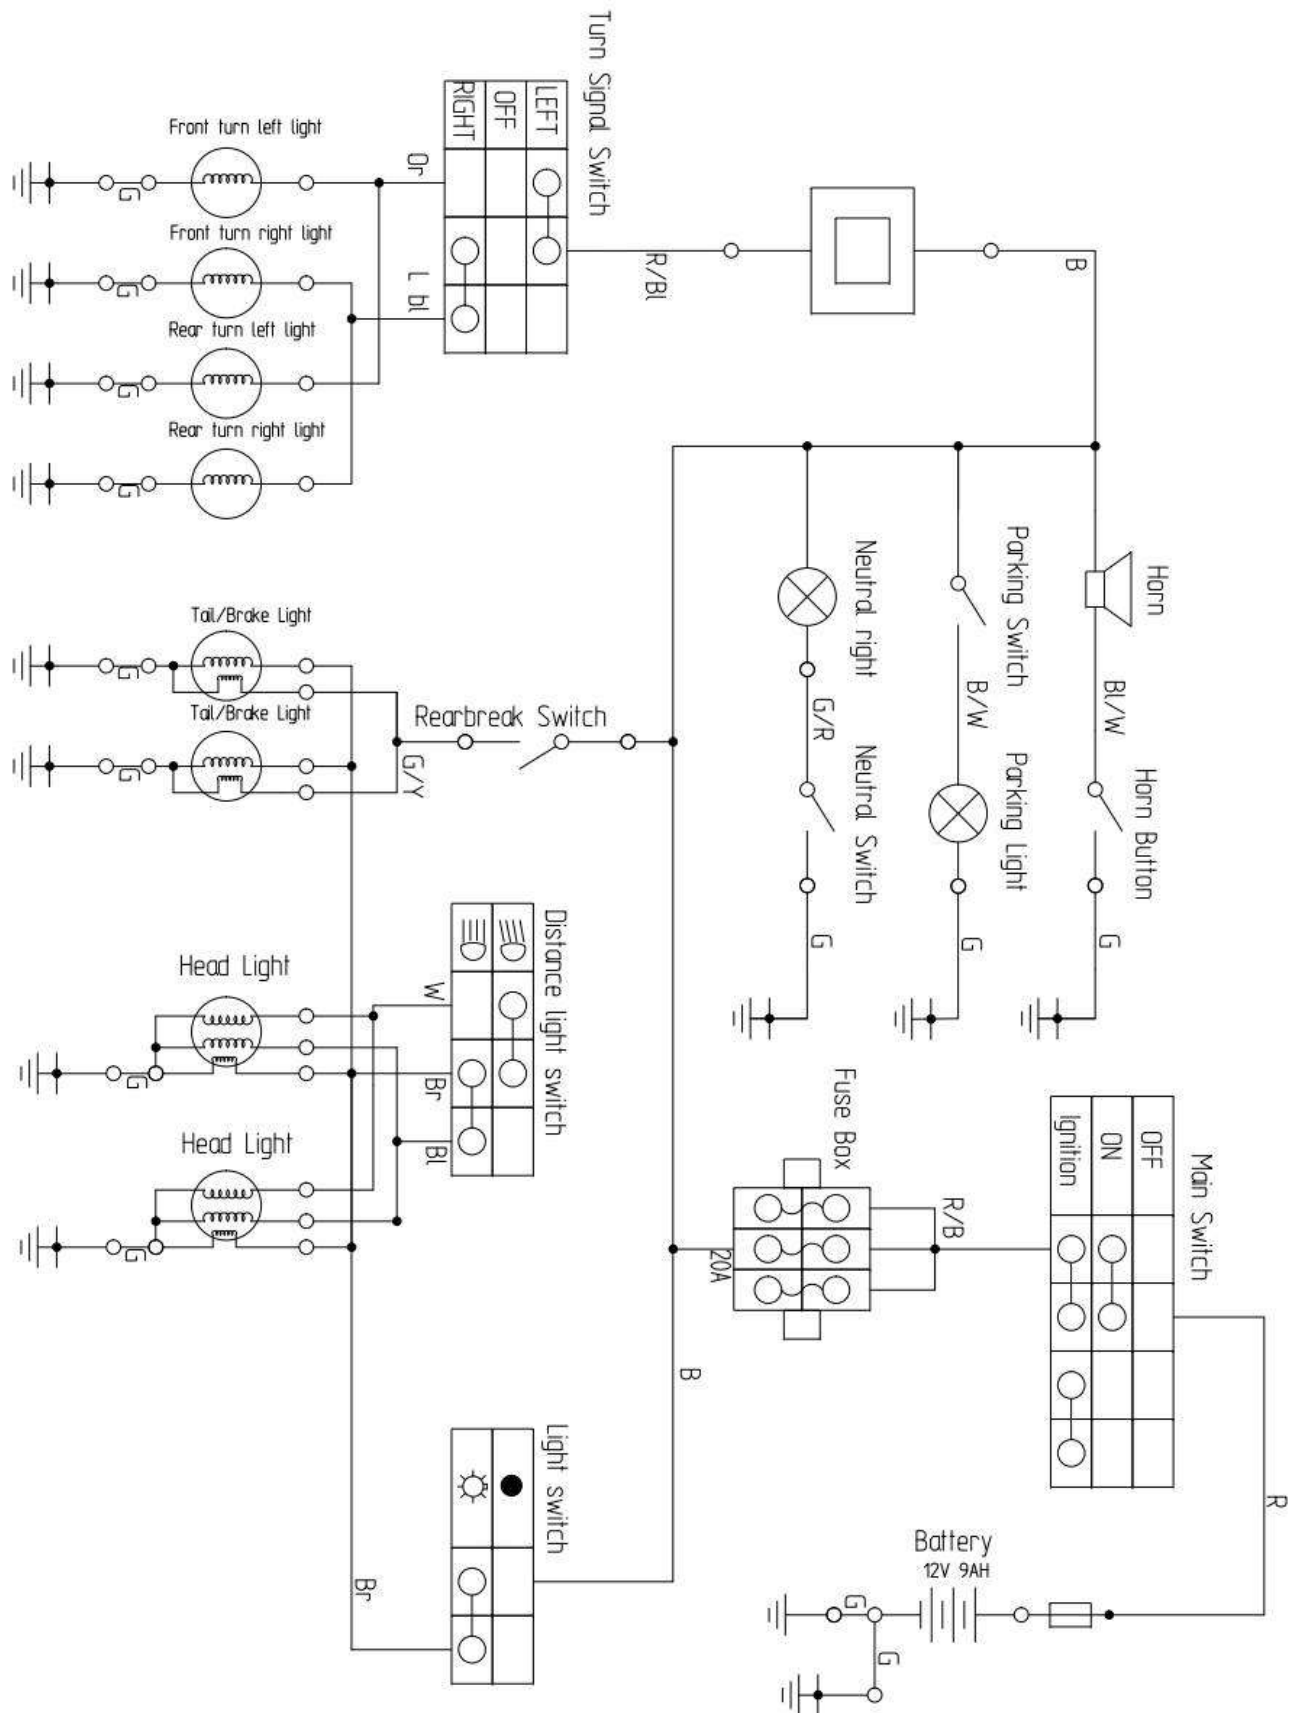 Turn Signal Switch
LEFT
OFF
RIGHT
Or
L bl
R/Bl
B
Front turn left light
G
Front turn right light
G
Rear turn left light
G
Rear turn right light
G
Horn
Bl/W
Horn Button
G
Parking Switch
B/W
Parking Light
G
Neutral right
G/R
Neutral Switch
G
Tail/Brake Light
G
Tail/Brake Light
G
Rearbreak Switch
G/Y
Distance light switch
W
Br
Bl
Head Light
G
Head Light
G
Fuse Box
20A
R/B
Main Switch
OFF
ON
Ignition
R
B
Light switch
Br
Battery
12V 9AH
G
G